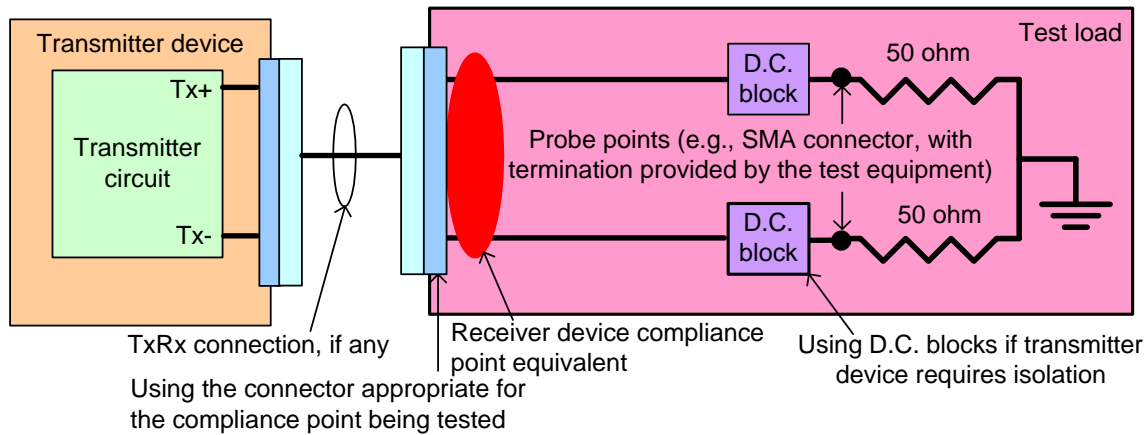 Transmitter device
Tx+
Transmitter
circuit
Tx-
Test load
D.C.
block
50 ohm
Probe points (e.g., SMA connector, with
termination provided by the test equipment)
D.C.
block
50 ohm
TxRx connection, if any
Receiver device compliance
point equivalent
Using D.C. blocks if transmitter
device requires isolation
Using the connector appropriate for
the compliance point being tested